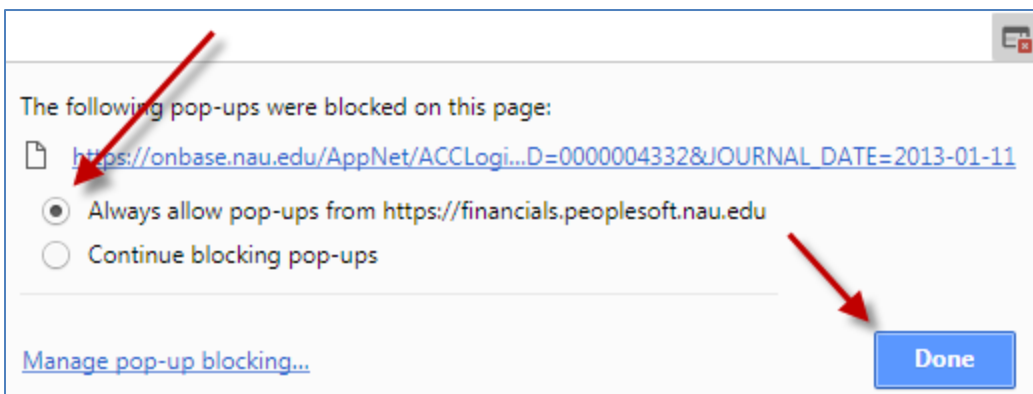 The following pop-ups were blocked on this page:
https://onbase.nau.edu/AppNet/ACCLogi...D=0000004332&JOURNAL_DATE=2013-01-11
Always allow pop-ups from https://financials.peoplesoft.nau.edu
Continue blocking pop-ups
Manage pop-up blocking...
Done